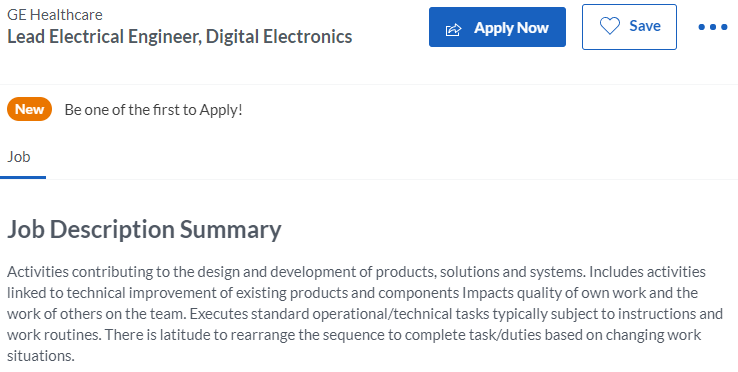 GE Healthcare
Lead Electrical Engineer, Digital Electronics
Apply Now
Save
New Be one of the first to Apply!
Job
Job Description Summary
Activities contributing to the design and development of products, solutions and systems. Includes activities
linked to technical improvement of existing products and components Impacts quality of own work and the
work of others on the team. Executes standard operational/technical tasks typically subject to instructions and
work routines. There is latitude to rearrange the sequence to complete task/duties based on changing work
situations.